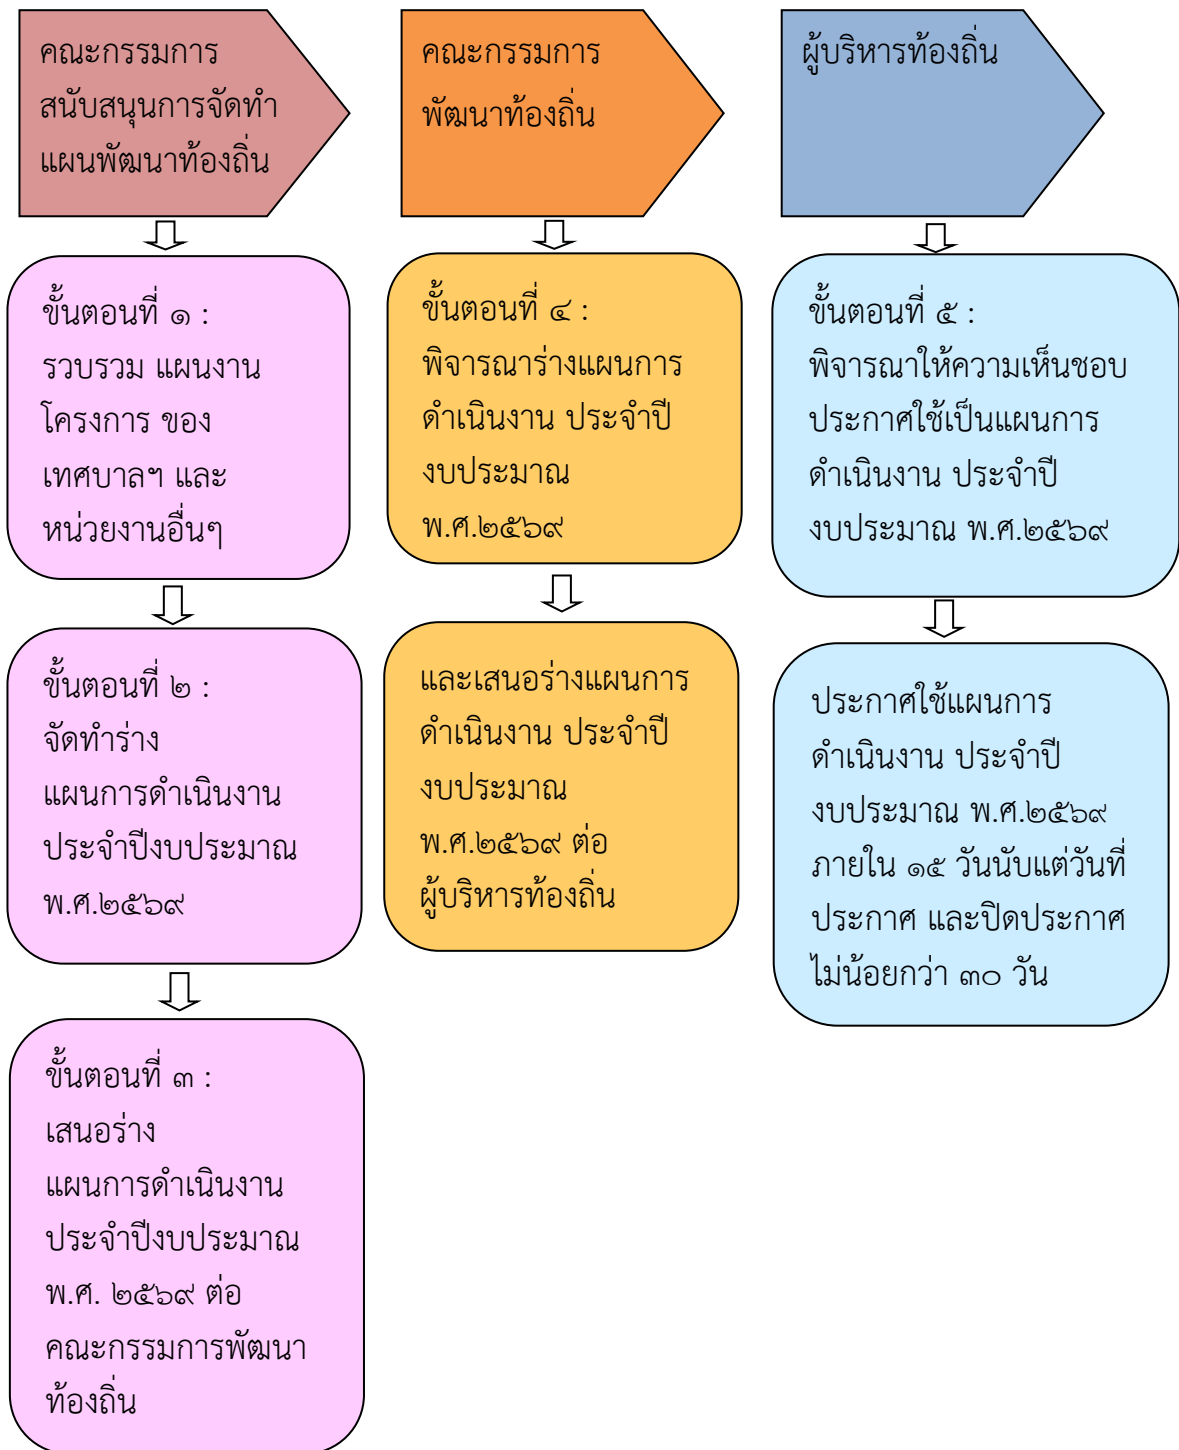 คณะกรรมการ
สนับสนุนการจัดทำ
แผนพัฒนาท้องถิ่น
ขั้นตอนที่ ๑ :
รวบรวม แผนงาน
โครงการ ของ
เทศบาลฯ และ
หน่วยงานอื่นๆ
ขั้นตอนที่ ๒ :
จัดทำร่าง
แผนการดำเนินงาน
ประจำปีงบประมาณ
พ.ศ.๒๕๖๙
ขั้นตอนที่ ๓ :
เสนอร่าง
แผนการดำเนินงาน
ประจำปีงบประมาณ
พ.ศ. ๒๕๖๙ ต่อ
คณะกรรมการพัฒนา
ท้องถิ่น
คณะกรรมการ
พัฒนาท้องถิ่น
ขั้นตอนที่ ๔ :
พิจารณาร่างแผนการ
ดำเนินงาน ประจำปี
งบประมาณ
พ.ศ.๒๕๖๙
และเสนอร่างแผนการ
ดำเนินงาน ประจำปี
งบประมาณ
พ.ศ.๒๕๖๙ ต่อ
ผู้บริหารท้องถิ่น
ผู้บริหารท้องถิ่น
ขั้นตอนที่ ๕ :
พิจารณาให้ความเห็นชอบ
ประกาศใช้เป็นแผนการ
ดำเนินงาน ประจำปี
งบประมาณ พ.ศ.๒๕๖๙
ประกาศใช้แผนการ
ดำเนินงาน ประจำปี
งบประมาณ พ.ศ.๒๕๖๙
ภายใน ๑๕ วันนับแต่วันที่
ประกาศ และปิดประกาศ
ไม่น้อยกว่า ๓๐ วัน